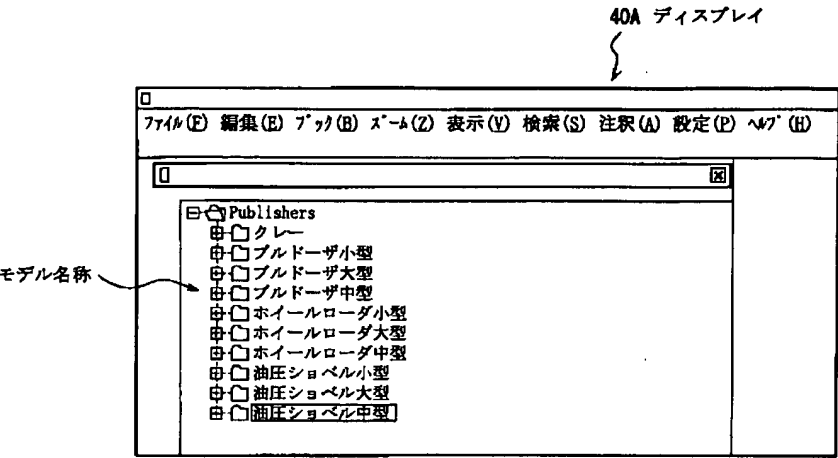 40A ディスプレイ
ファイル(F) 編集(E) ブック(B) ズーム(Z) 表示(V) 検索(S) 注釈(A) 設定(P) ヘルプ(H)
Publishers
クレー
ブルドーザ小型
ブルドーザ大型
モデル名称
ブルドーザ中型
ホイールローダ小型
ホイールローダ大型
ホイールローダ中型
油圧ショベル小型
油圧ショベル大型
油圧ショベル中型